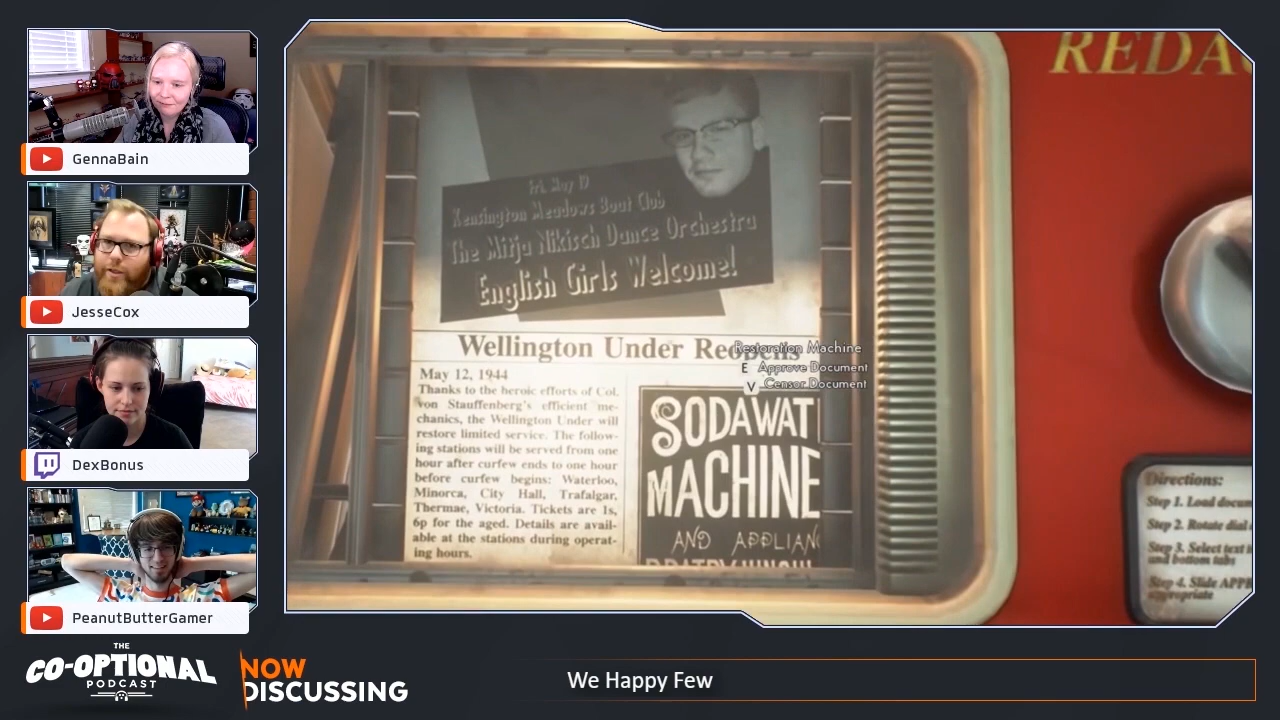 GennaBain
JesseCox
DexBonus
PeanutButterGamer
THE
CO-OPTIONAL
PODCAST
NOW
DISCUSSING
We Happy Few
REDA
Fri. May 19
Kensington Meadows Boat Club
The Mitja Nikisch Dance Orchestra
English Girls Welcome!
Wellington Under Reopens
Restoration Machine
E Approve Document
V Censor Document
May 12, 1944
Thanks to the heroic efforts of Col.
von Stauffenberg's efficient me-
chanics, the Wellington Under will
restore limited service. The follow-
ing stations will be served from one
hour after curfew ends to one hour
before curfew begins: Waterloo,
Minorca, City Hall, Trafalgar,
Thermae, Victoria. Tickets are 1s,
6p for the aged. Details are avail-
able at the stations during operat-
ing hours.
SODAWAT
MACHINE
AND APPLIAN
Directions:
Step 1. Load docum
Step 2. Rotate dial
Step 3. Select text
and bottom tabs
Step 4. Slide APP
appropriate